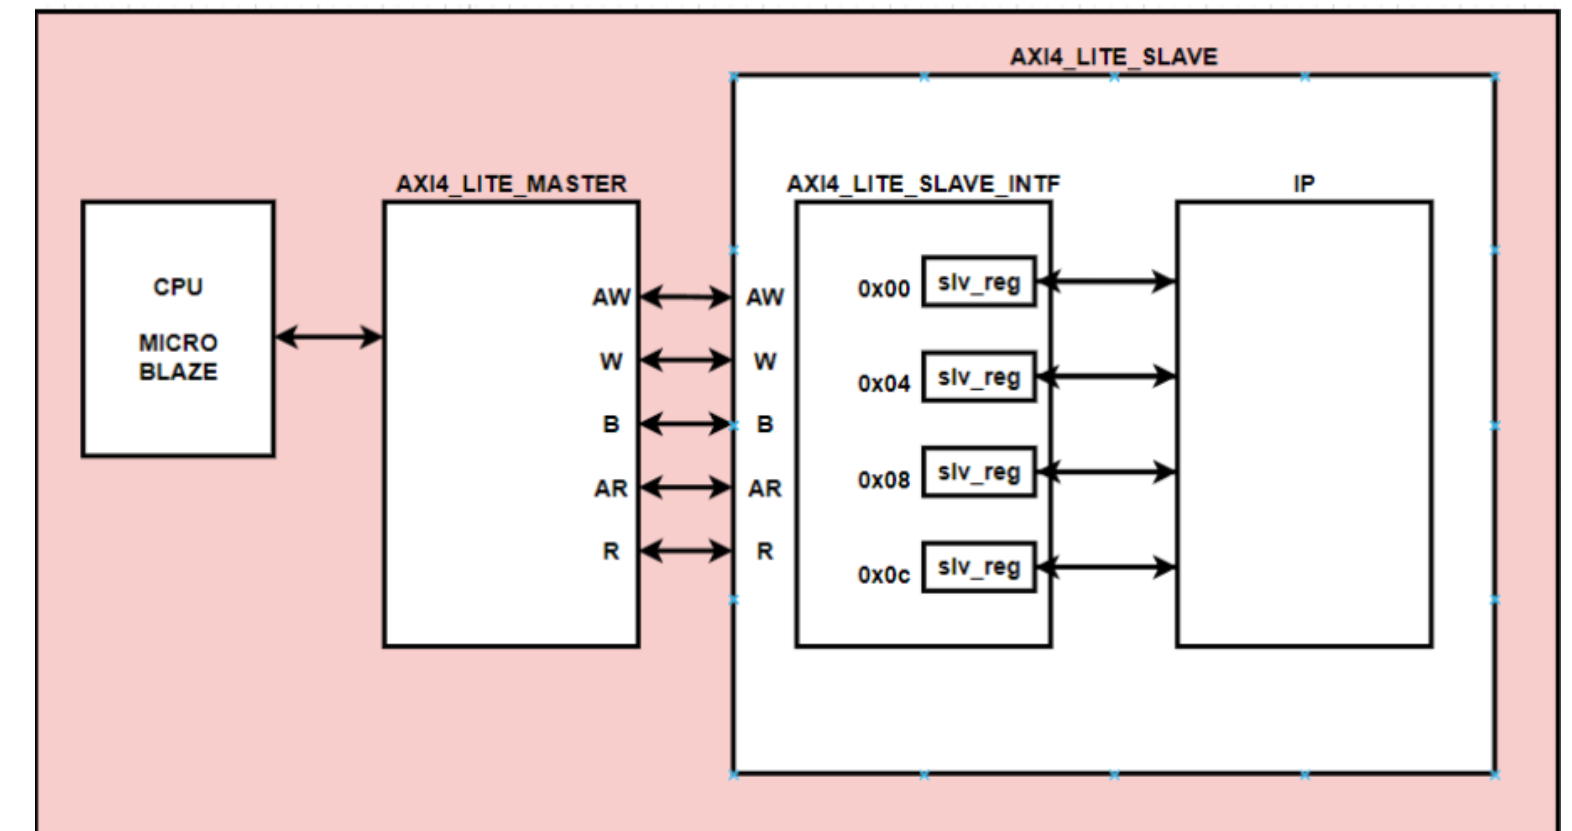 AXI4_LITE_SLAVE
AXI4_LITE_MASTER
AXI4_LITE_SLAVE_INTF
IP
CPU
MICRO
BLAZE
AW
W
B
AR
R
AW
W
B
AR
R
0x00
slv_reg
0x04
slv_reg
0x08
slv_reg
0x0c
slv_reg